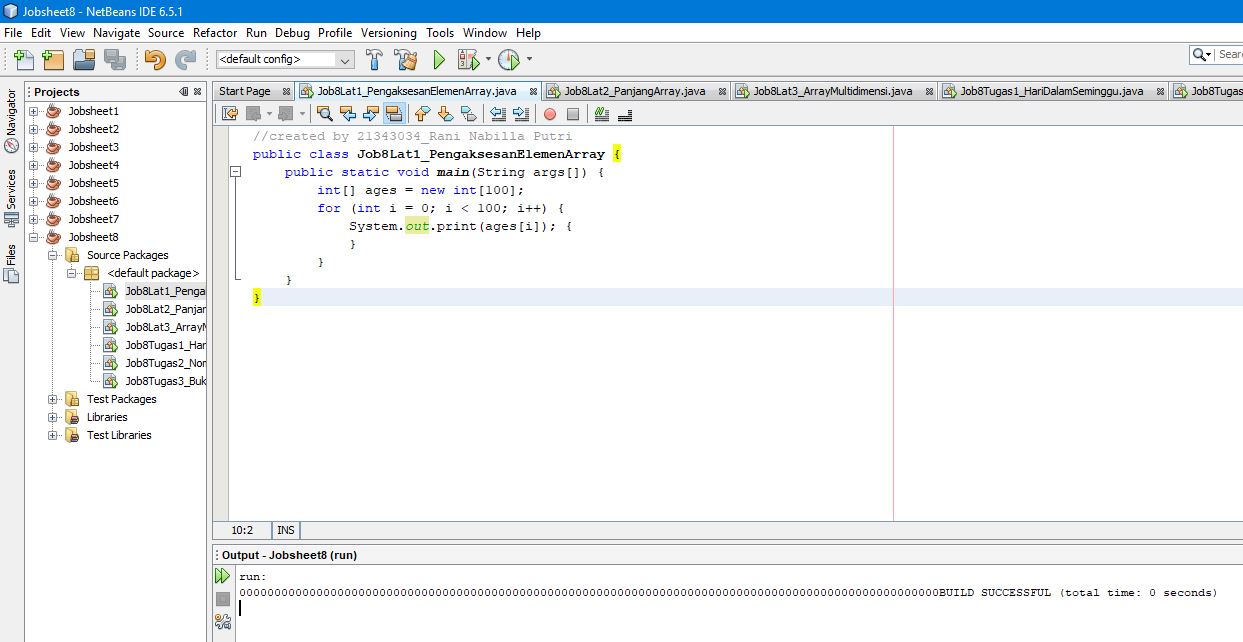 Jobsheet8 - NetBeans IDE 6.5.1
File Edit View Navigate Source Refactor Run Debug Profile Versioning Tools Window Help
<default config>
Sear
Navigator
Services
Files
Projects
Jobsheet1
Jobsheet2
Jobsheet3
Jobsheet4
Jobsheet5
Jobsheet6
Jobsheet7
Jobsheet8
Source Packages
<default package>
Job8Lat1_Penga
Job8Lat2_Panjar
Job8Lat3_ArrayM
Job8Tugas1_Har
Job8Tugas2_Nor
Job8Tugas3_Buk
Test Packages
Libraries
Test Libraries
Start Page Job8Lat1_PengaksesanElemenArray.java Job8Lat2_PanjangArray.java Job8Lat3_ArrayMultidimensi.java Job8Tugas1_HariDalamSeminggu.java Job8Tugas
//created by 21343034_Rani Nabilla Putri
public class Job8Lat1_PengaksesanElemenArray {
public static void main(String args[]) {
int[] ages = new int[100];
for (int i = 0; i < 100; i++) {
System.out.print(ages[i]); {
}
}
}
}
10:2 INS
Output - Jobsheet8 (run)
run:
0000000000000000000000000000000000000000000000000000000000000000000000000000000000000000000000000000BUILD SUCCESSFUL (total time: 0 seconds)